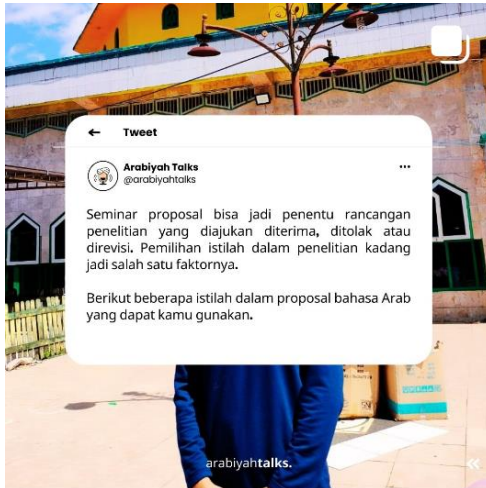 Tweet
Arabiyah Talks
@arabiyahtalks
Seminar proposal bisa jadi penentu rancangan
penelitian yang diajukan diterima, ditolak atau
direvisi. Pemilihan istilah dalam penelitian kadang
jadi salah satu faktornya.
Berikut beberapa istilah dalam proposal bahasa Arab
yang dapat kamu gunakan.
arabiyahtalks.